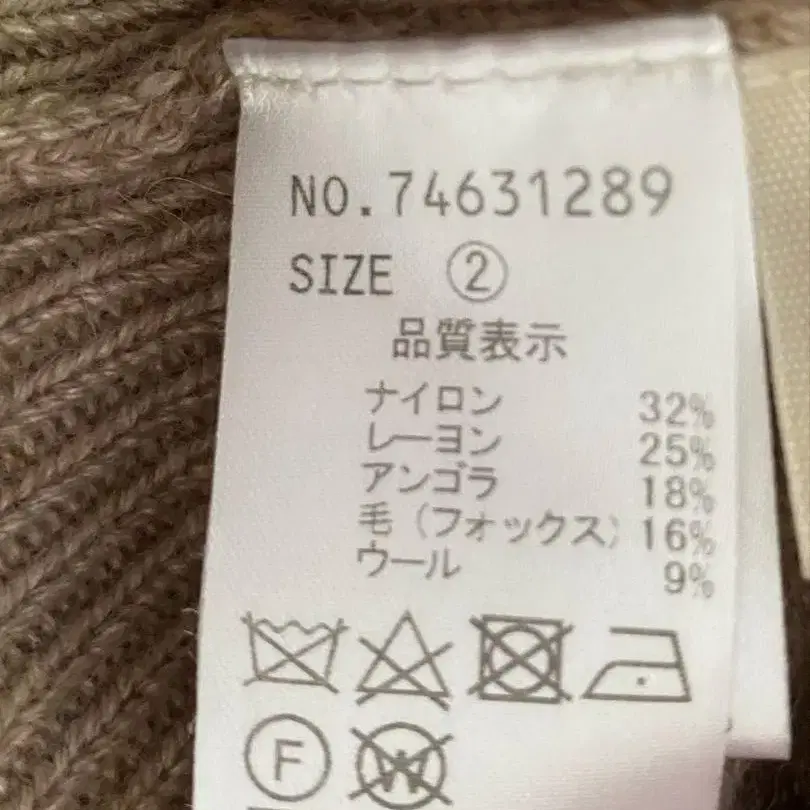 NO.74631289
SIZE ②
品質表示
ナイロン 32%
レーヨン 25%
アンゴラ 18%
毛(フォックス) 16%
ウール 9%
F
W